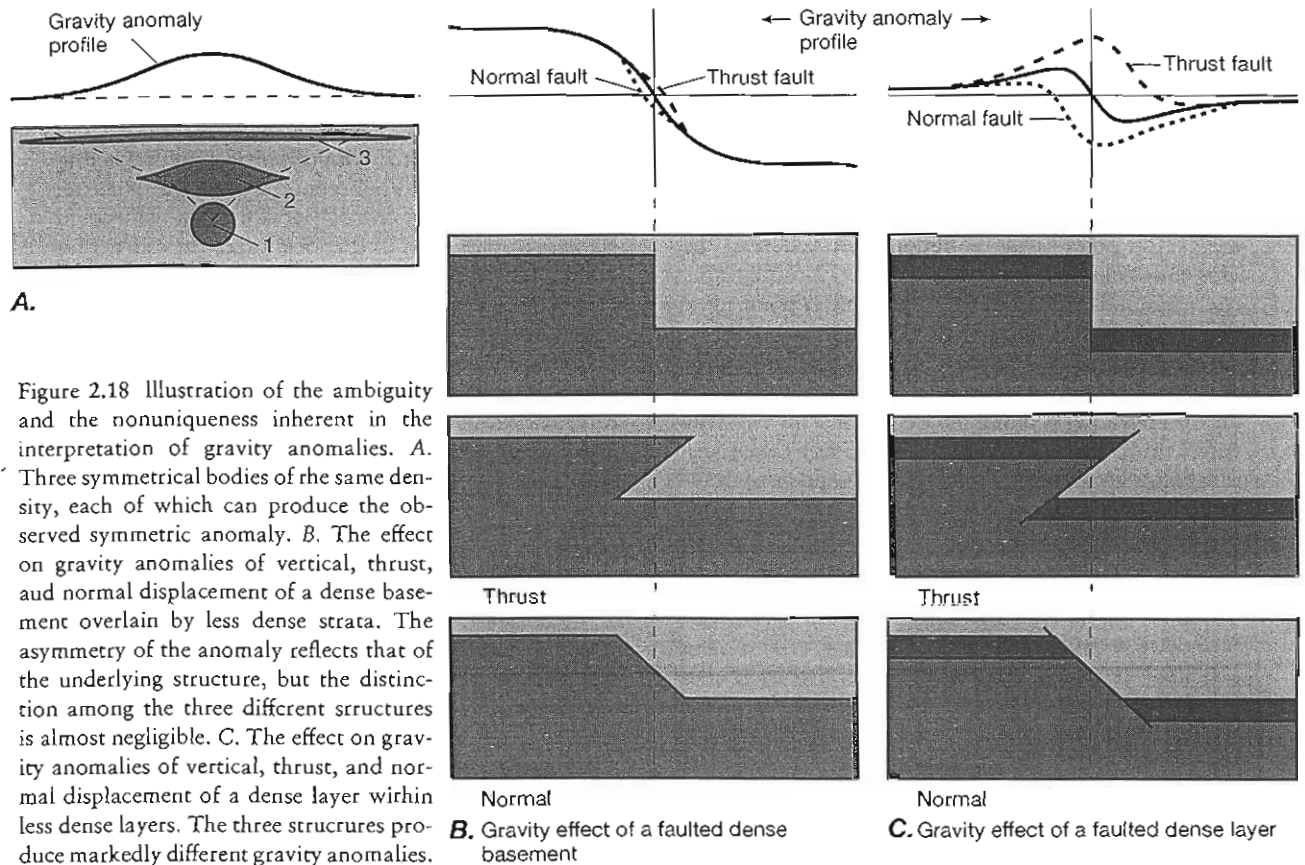 Gravity anomaly
profile
3
2
1
A.
Figure 2.18 Illustration of the ambiguity
and the nonuniqueness inherent in the
interpretation of gravity anomalies. A.
Three symmetrical bodies of rhe same den-
sity, each of which can produce the ob-
served symmetric anomaly. B. The effect
on gravity anomalies of vertical, thrust,
aud normal displacement of a dense base-
ment overlain by less dense strata. The
asymmetry of the anomaly reflects that of
the underlying structure, but the distinc-
tion among the three diffcrent srructures
is almost negligible. C. The effect on grav-
ity anomalies of vertical, thrust, and nor-
mal displacement of a dense layer wirhin
less dense layers. The three strucrures pro-
duce markedly different gravity anomalies.
Normal fault
Thrust fault
Thrust
Normal
B. Gravity effect of a faulted dense
basement
← Gravity anomaly →
profile
Thrust fault
Normal fault
Thrust
Normal
C. Gravity effect of a faulted dense layer